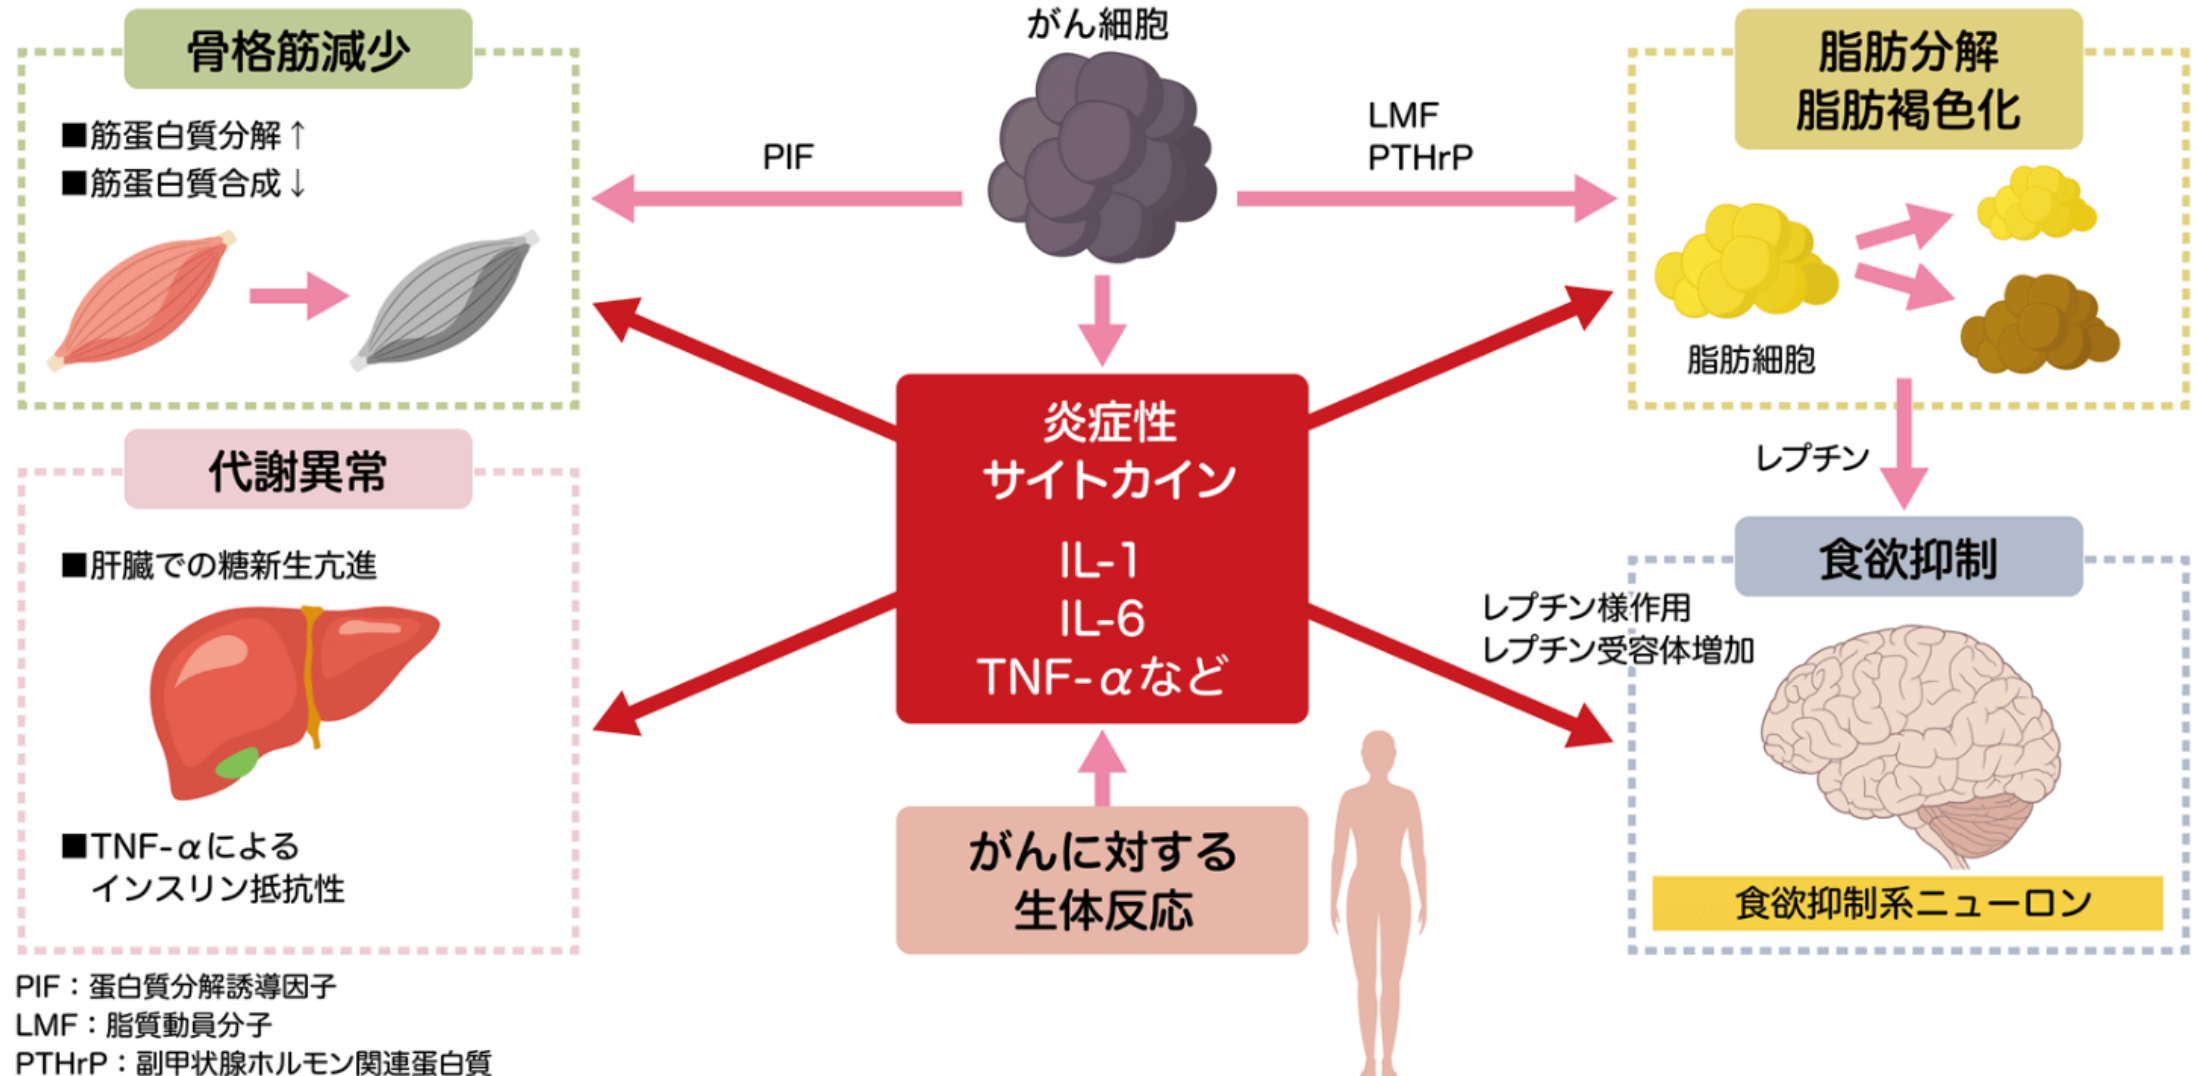 骨格筋減少
■筋蛋白質分解↑
■筋蛋白質合成↓
がん細胞
PIF
LMF
PTHrP
脂肪分解
脂肪褐色化
脂肪細胞
レプチン
代謝異常
■肝臓での糖新生亢進
■TNF-αによる
インスリン抵抗性
炎症性
サイトカイン
IL-1
IL-6
TNF-αなど
がんに対する
生体反応
レプチン様作用
レプチン受容体増加
食欲抑制
食欲抑制系ニューロン
PIF：蛋白質分解誘導因子
LMF：脂質動員分子
PTHrP：副甲状腺ホルモン関連蛋白質